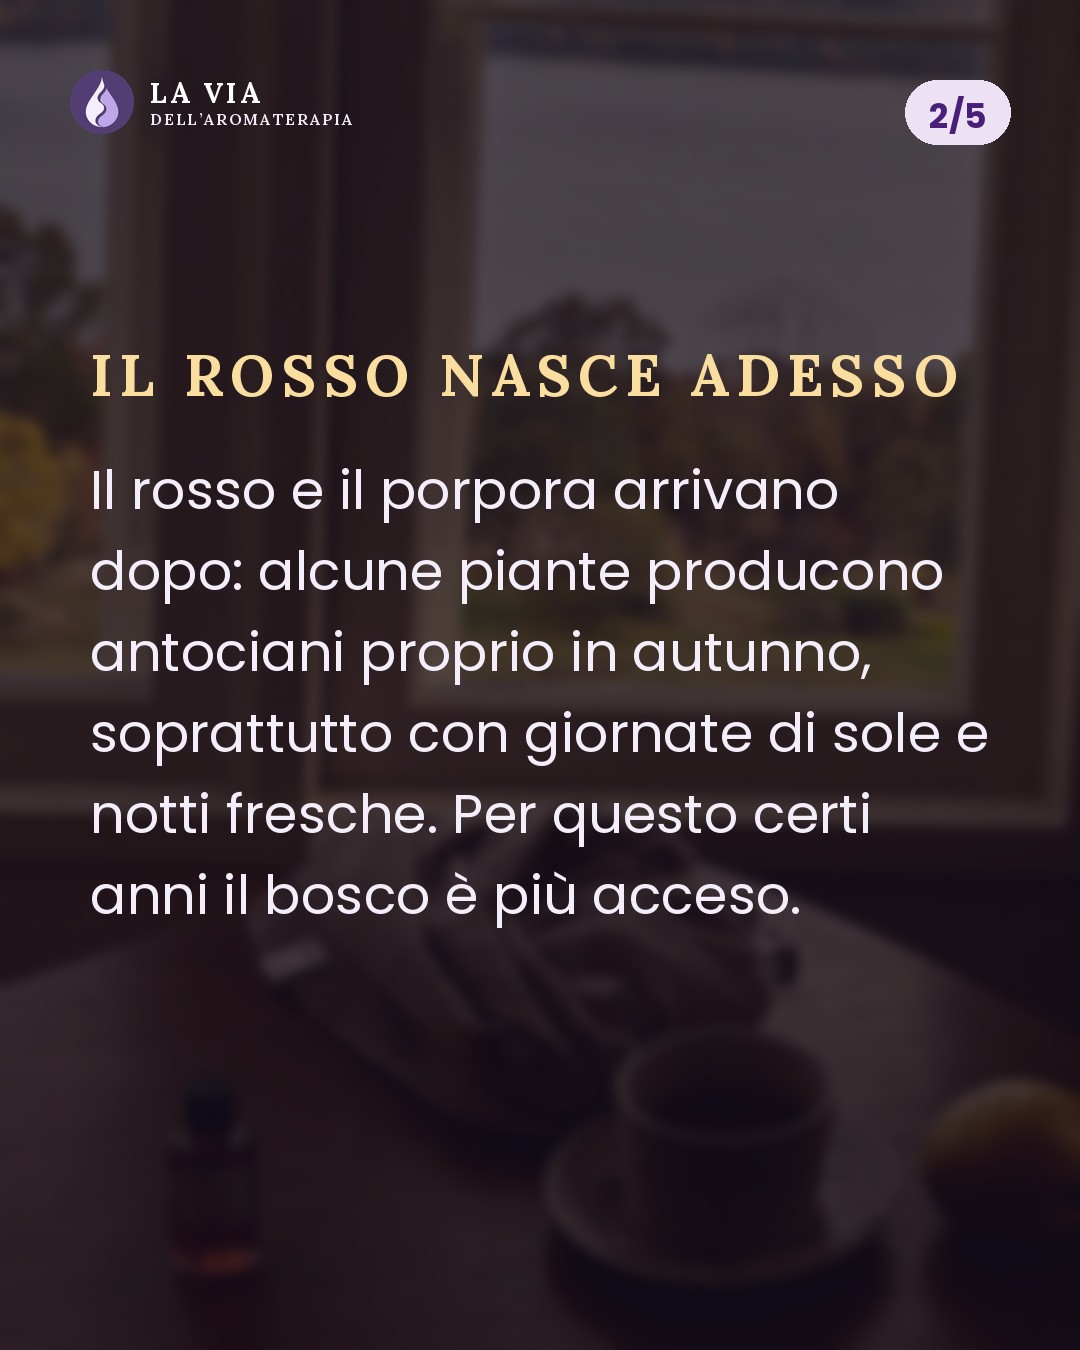 LA VIA
DELL'AROMATERAPIA
2/5
IL ROSSO NASCE ADESSO
Il rosso e il porpora arrivano
dopo: alcune piante producono
antociani proprio in autunno,
soprattutto con giornate di sole e
notti fresche. Per questo certi
anni il bosco è più acceso.